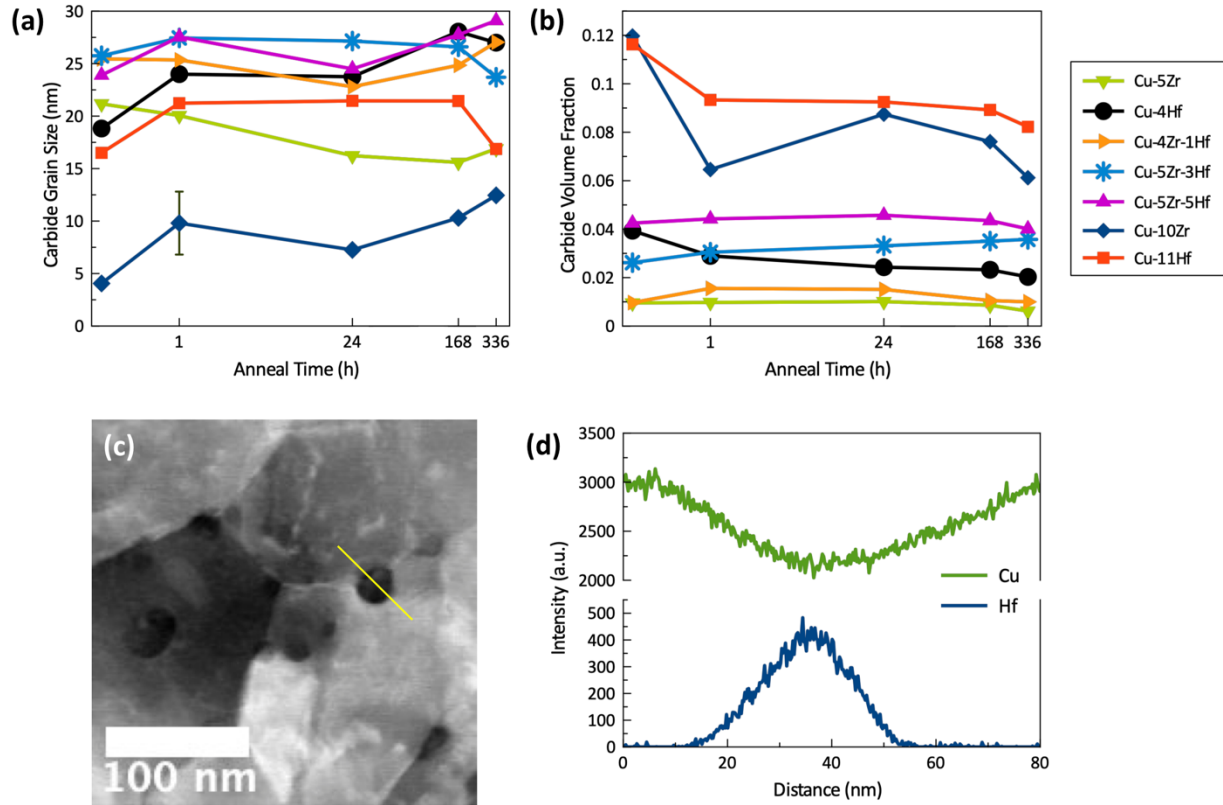 (a)
Carbide Grain Size (nm)
30
25
20
15
10
5
0
1
24
168
336
Anneal Time (h)
(b)
Carbide Volume Fraction
0.12
0.1
0.08
0.06
0.04
0.02
0
1
24
168
336
Anneal Time (h)
Cu-5Zr
Cu-4Hf
Cu-4Zr-1Hf
Cu-5Zr-3Hf
Cu-5Zr-5Hf
Cu-10Zr
Cu-11Hf
(c)
100 nm
(d)
Intensity (a.u.)
3500
3000
2500
2000
500
400
300
200
100
0
Cu
Hf
0
20
40
60
80
Distance (nm)